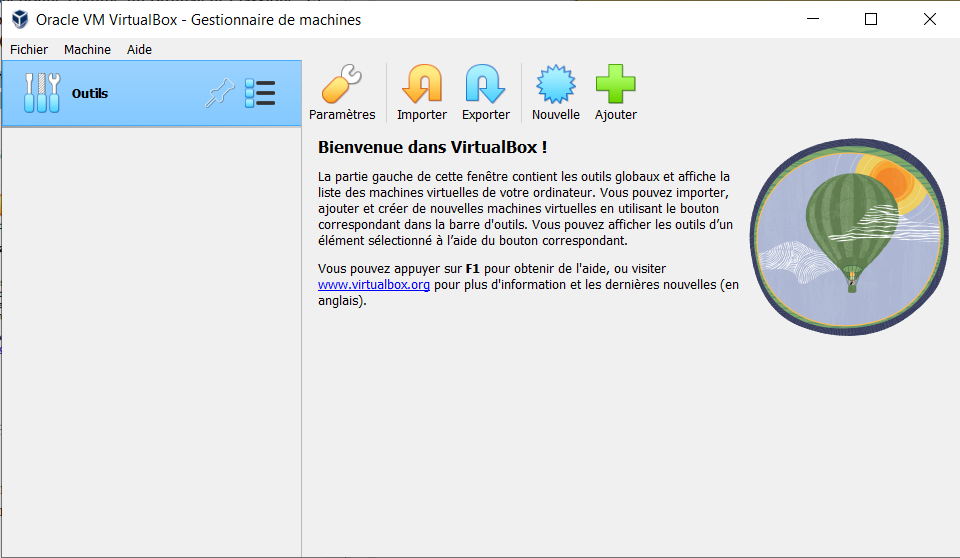 Oracle VM VirtualBox - Gestionnaire de machines
Fichier Machine Aide
Outils
Paramètres Importer Exporter Nouvelle Ajouter
Bienvenue dans VirtualBox !
La partie gauche de cette fenêtre contient les outils globaux et affiche la
liste des machines virtuelles de votre ordinateur. Vous pouvez importer,
ajouter et créer de nouvelles machines virtuelles en utilisant le bouton
correspondant dans la barre d'outils. Vous pouvez afficher les outils d’un
élément sélectionné à l’aide du bouton correspondant.
Vous pouvez appuyer sur F1 pour obtenir de l'aide, ou visiter
www.virtualbox.org pour plus d'information et les dernières nouvelles (en
anglais).